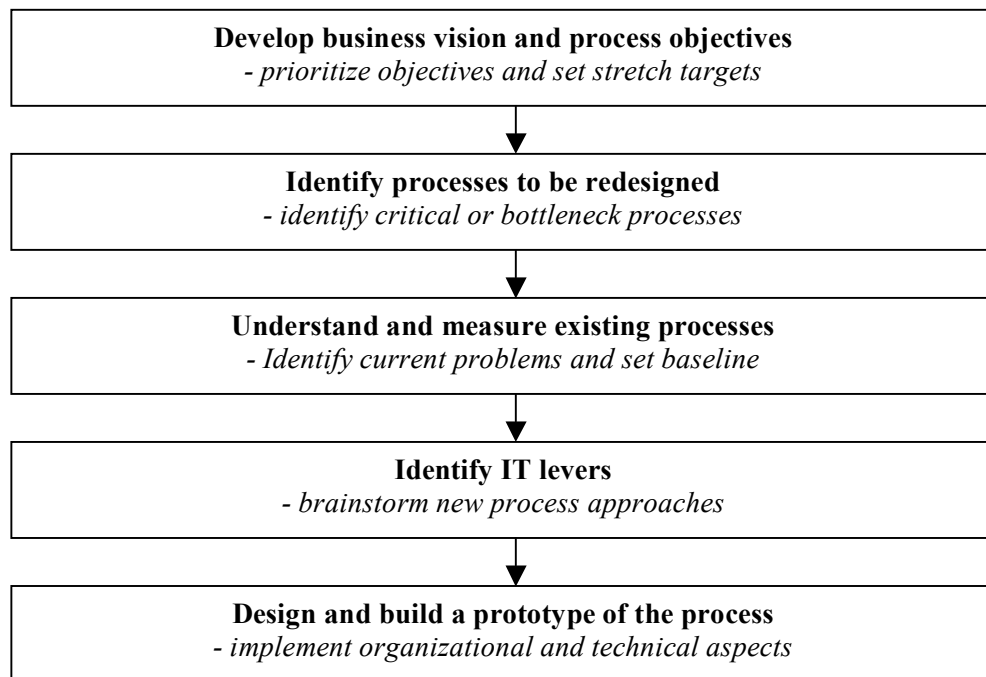 Develop business vision and process objectives
- prioritize objectives and set stretch targets
Identify processes to be redesigned
- identify critical or bottleneck processes
Understand and measure existing processes
- Identify current problems and set baseline
Identify IT levers
- brainstorm new process approaches
Design and build a prototype of the process
- implement organizational and technical aspects